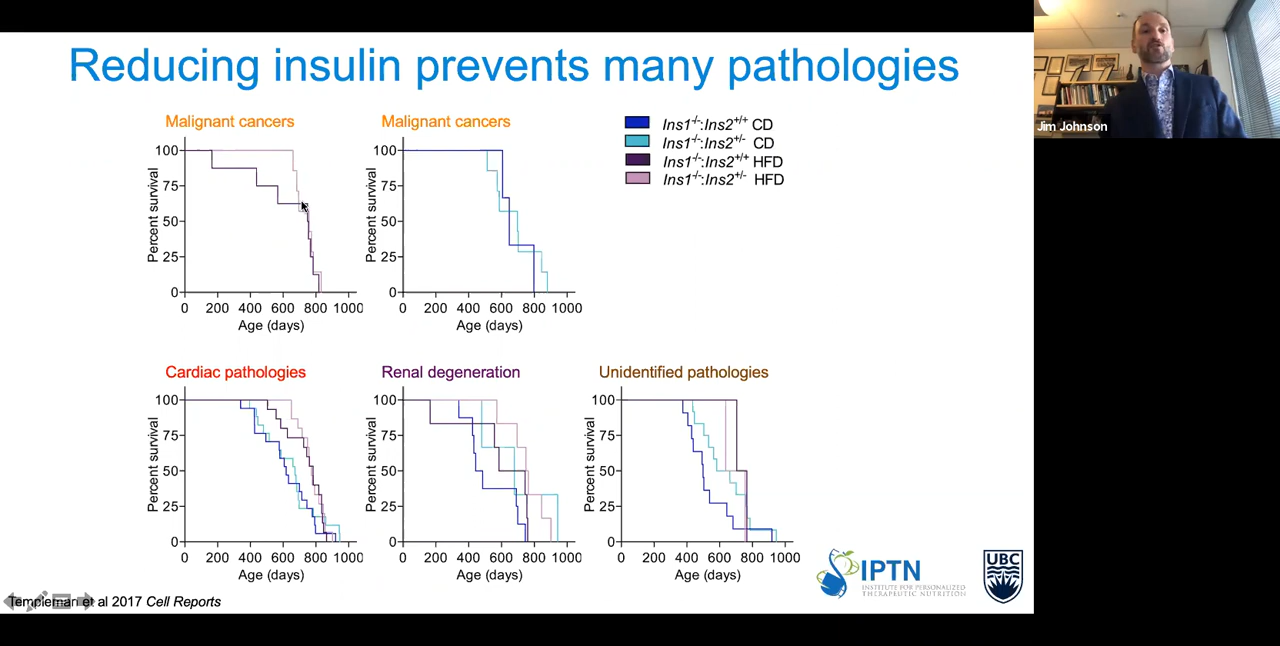 Reducing insulin prevents many pathologies
Jim Johnson
Malignant cancers
Malignant cancers
Ins1-/-:Ins2+/+ CD
Ins1-/-:Ins2+/- CD
Ins1-/-:Ins2+/+ HFD
Ins1-/-:Ins2+/- HFD
Percent survival
100
75
50
25
0
0 200 400 600 800 1000
Age (days)
Percent survival
100
75
50
25
0
0 200 400 600 800 1000
Age (days)
Cardiac pathologies
Percent survival
100
75
50
25
0
0 200 400 600 800 1000
Age (days)
Renal degeneration
Percent survival
100
75
50
25
0
0 200 400 600 800 1000
Age (days)
Unidentified pathologies
Percent survival
100
75
50
25
0
0 200 400 600 800 1000
Age (days)
IPTN
INSTITUTE FOR PERSONALIZED
THERAPEUTIC NUTRITION
UBC
Templeman et al 2017 Cell Reports